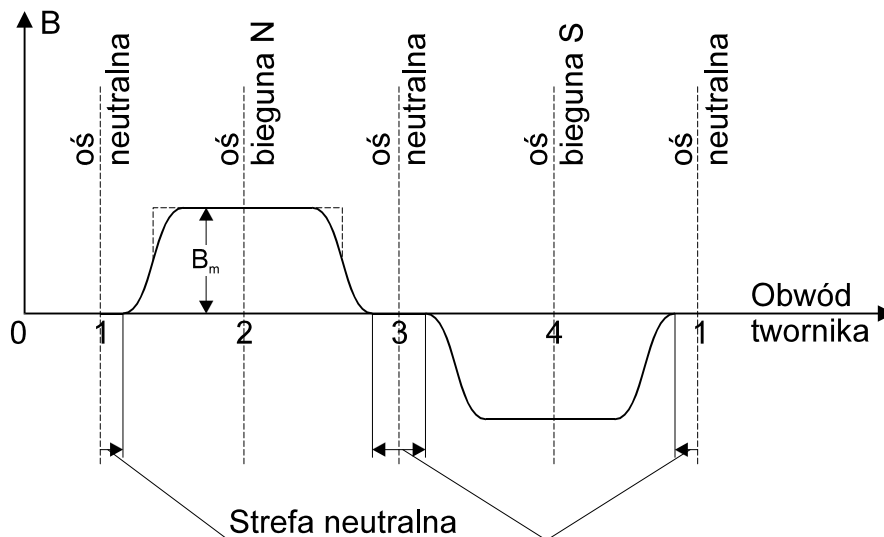 B
oś
neutralna
oś
bieguna N
oś
neutralna
oś
bieguna S
oś
neutralna
Bm
Obwód
twornika
0
1
2
3
4
1
Strefa neutralna